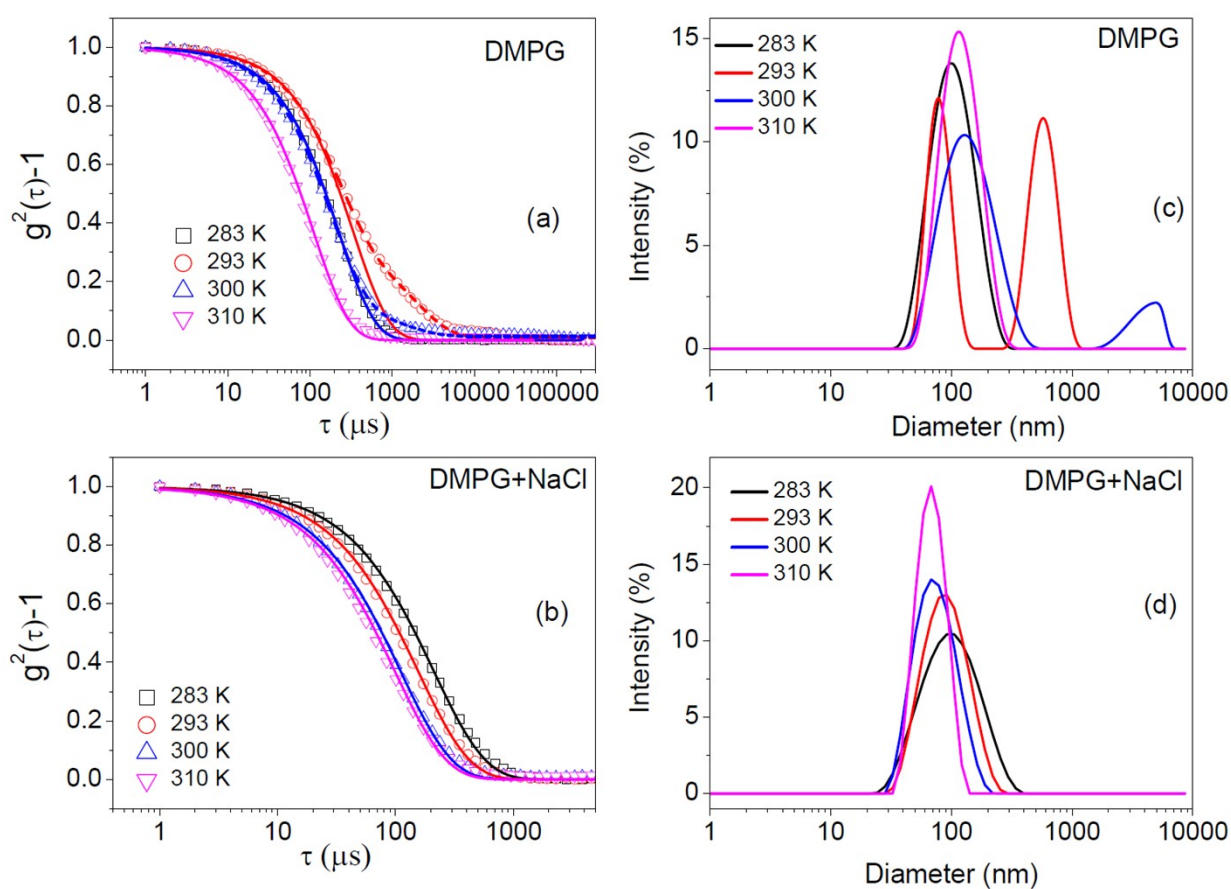 DMPG
1.0
0.8
0.6
0.4
0.2
0.0
g²(τ)-1
283 K
293 K
300 K
310 K
(a)
1 10 100 1000 10000 100000
τ (μs)
DMPG
15
10
5
0
Intensity (%)
283 K
293 K
300 K
310 K
(c)
1 10 100 1000 10000
Diameter (nm)
DMPG+NaCl
1.0
0.8
0.6
0.4
0.2
0.0
g²(τ)-1
283 K
293 K
300 K
310 K
(b)
1 10 100 1000
τ (μs)
DMPG+NaCl
20
15
10
5
0
Intensity (%)
283 K
293 K
300 K
310 K
(d)
1 10 100 1000 10000
Diameter (nm)